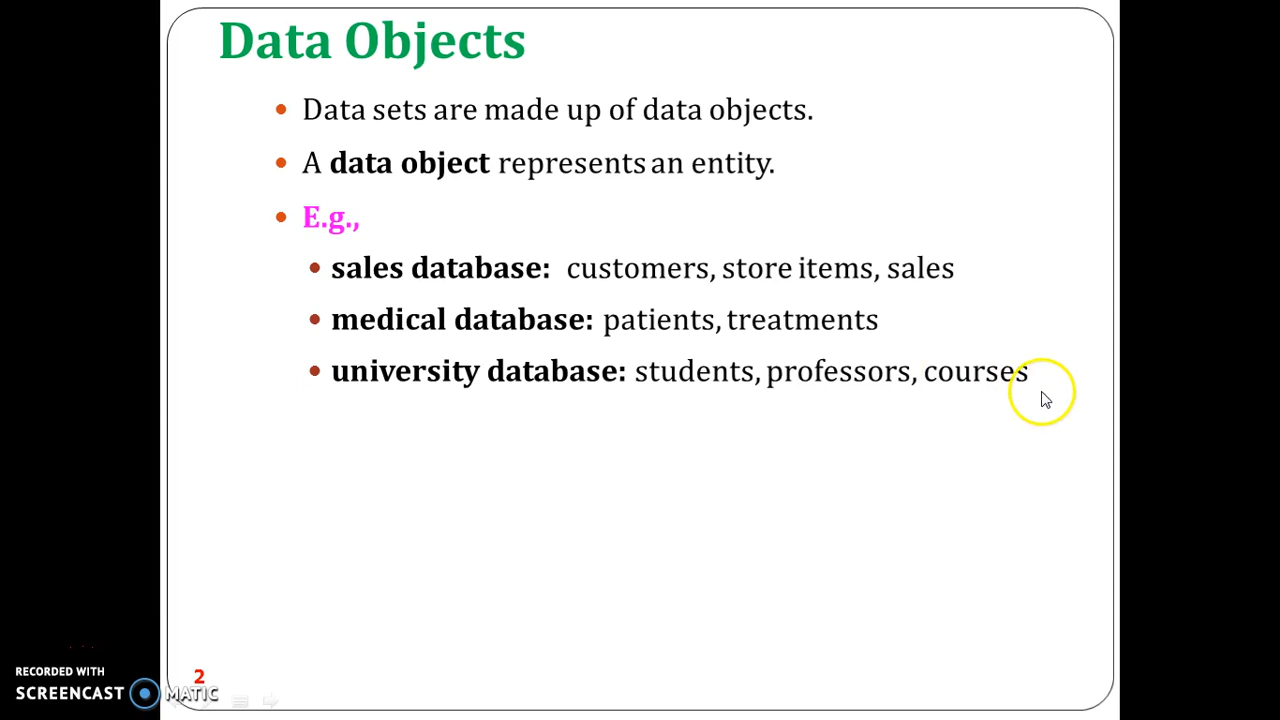 Data Objects
Data sets are made up of data objects.
A data object represents an entity.
E.g.,
sales database: customers, store items, sales
medical database: patients, treatments
university database: students, professors, courses
2
RECORDED WITH
SCREENCAST MATIC